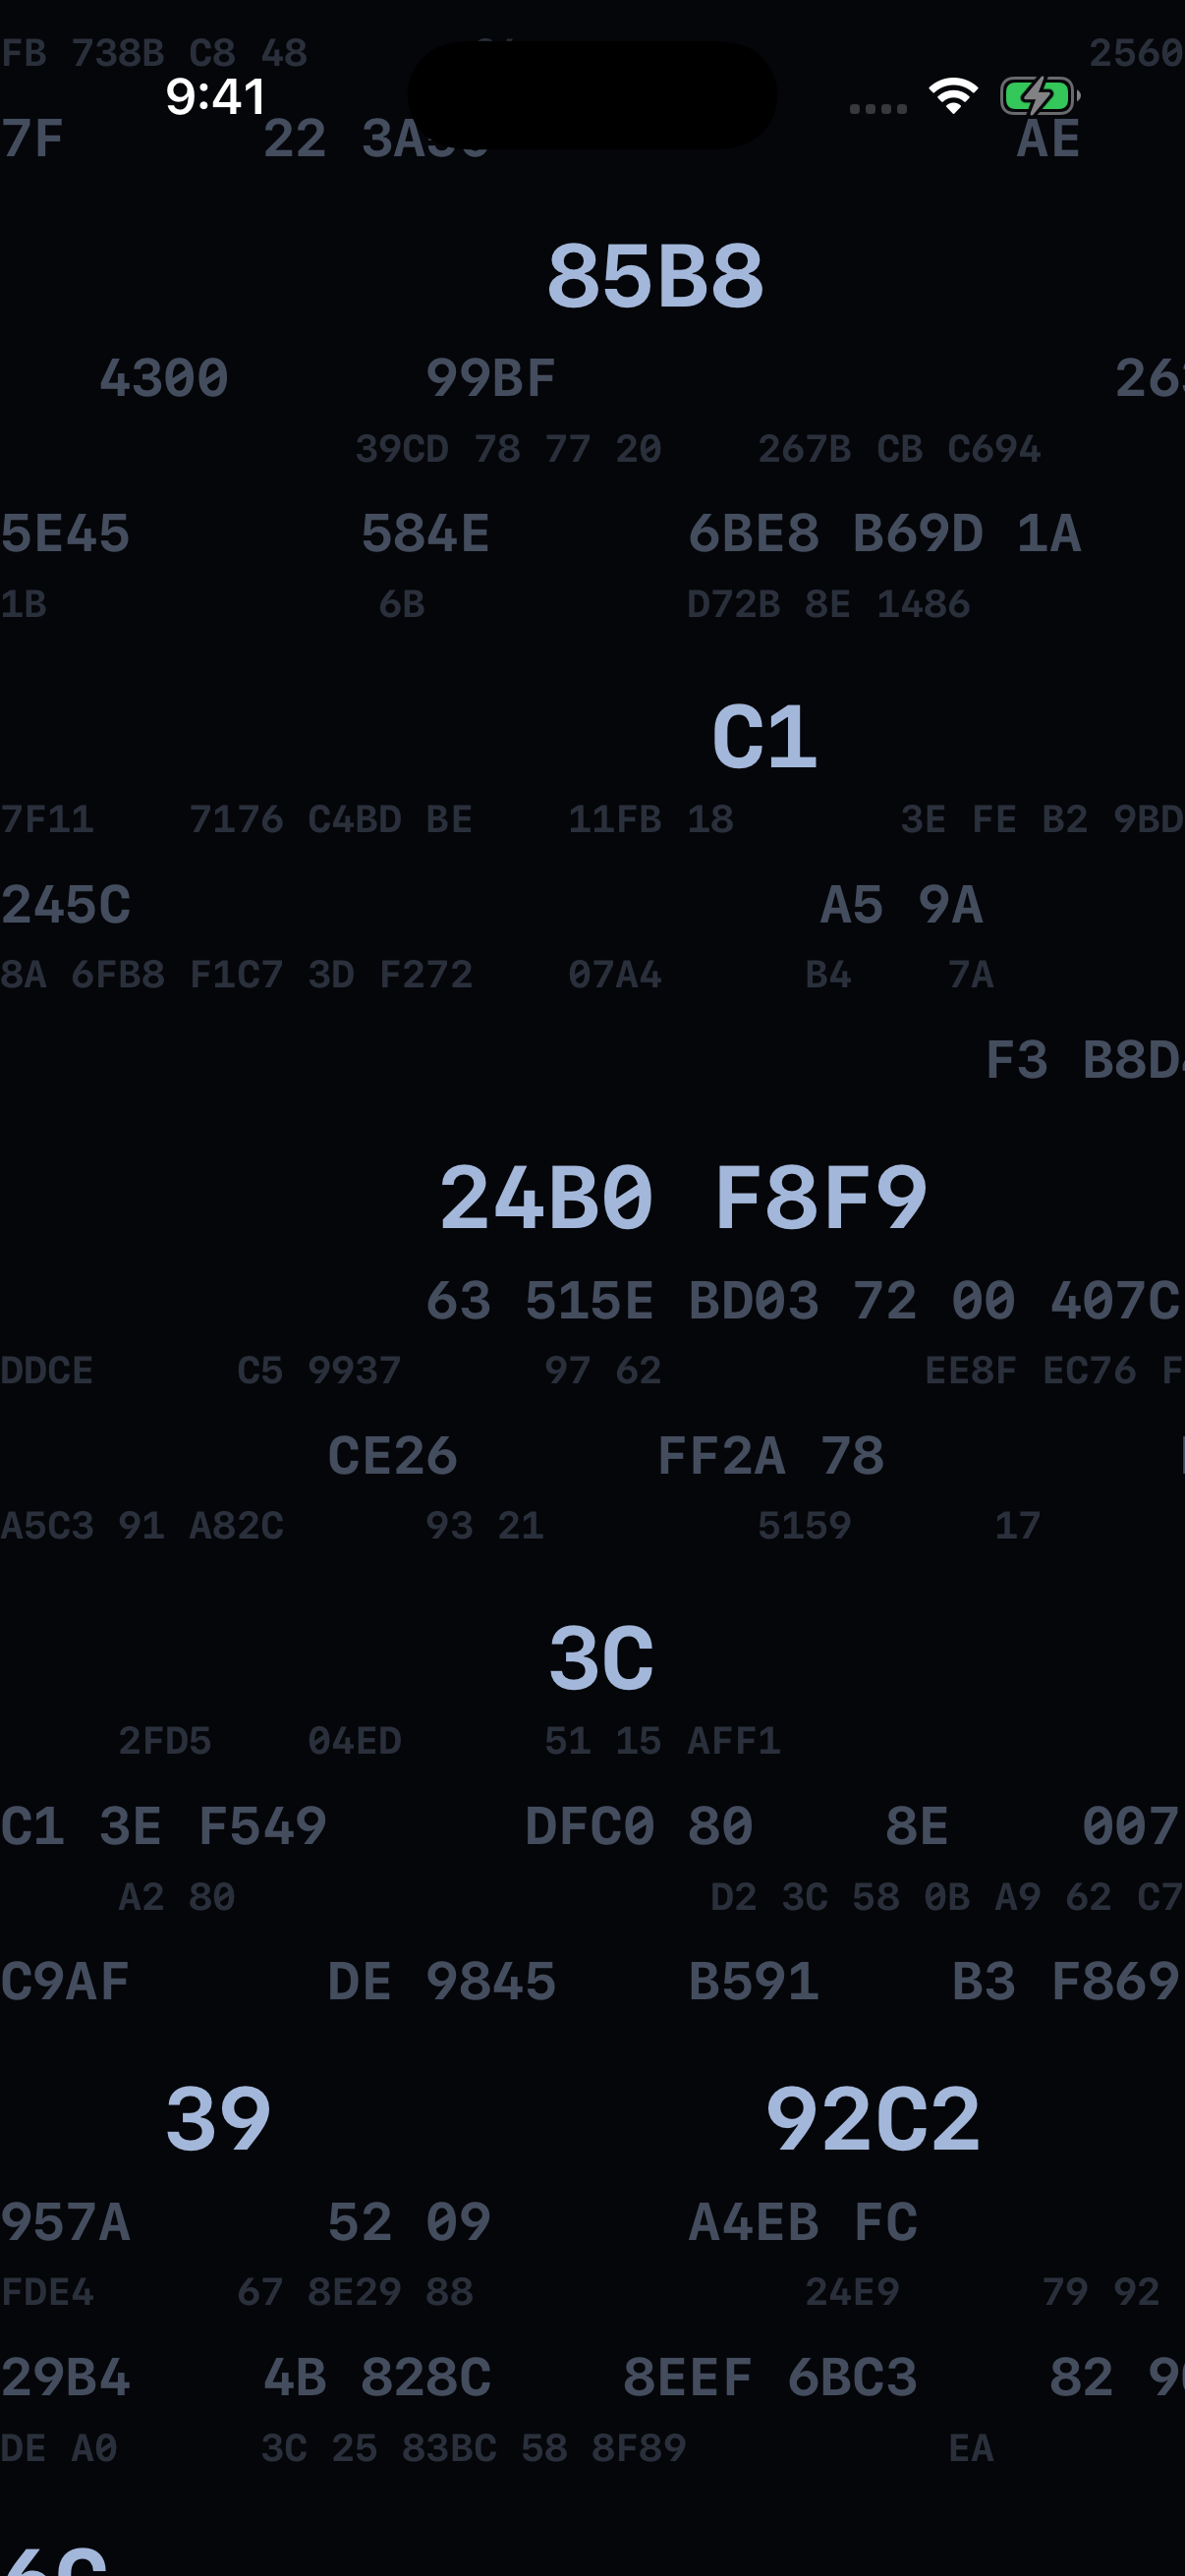 FB 738B C8 48 2560
9:41
7F 22 AE
85B8
4300 99BF
39CD 78 77 20 267B CB C694
5E45 584E 6BE8 B69D 1A
1B 6B D72B 8E 1486
C1
7F11 7176 C4BD BE 11FB 18 3E FE B2 9BD
245C A5 9A
8A 6FB8 F1C7 3D F272 07A4 B4 7A
F3
24B0 F8F9
63 515E BD03 72 00 407C
DDCE C5 9937 97 62 EE8F EC76 F
CE26 FF2A 78
A5C3 91 A82C 93 21 5159 17
3C
2FD5 04ED 51 15 AFF1
C1 3E F549 DFC0 80 8E 007
A2 80 D2 3C 58 0B A9 62 C7
C9AF DE 9845 B591 B3 F869
39 92C2
957A 52 09 A4EB FC
FDE4 67 8E29 88 24E9 79 92
29B4 4B 828C 8EEF 6BC3 82
DE A0 3C 25 83BC 58 8F89 EA